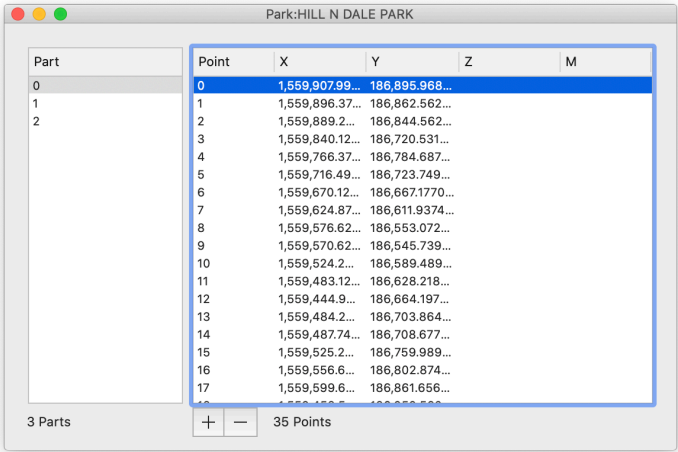 Park:HILL N DALE PARK
Part
0
1
2
3 Parts
Point X Y Z M
0 1,559,907.99... 186,895.968...
1 1,559,896.37... 186,862.562...
2 1,559,889.2... 186,844.562...
3 1,559,840.12... 186,720.531...
4 1,559,766.37... 186,784.687...
5 1,559,716.49... 186,723.749...
6 1,559,670.12... 186,667.1770...
7 1,559,624.87... 186,611.9374...
8 1,559,576.62... 186,553.072...
9 1,559,570.62... 186,545.739...
10 1,559,524.2... 186,589.489...
11 1,559,483.12... 186,628.218...
12 1,559,444.9... 186,664.197...
13 1,559,484.2... 186,703.864...
14 1,559,487.74... 186,708.677...
15 1,559,525.2... 186,759.989...
16 1,559,556.6... 186,802.874...
17 1,559,599.6... 186,861.656...
+ − 35 Points